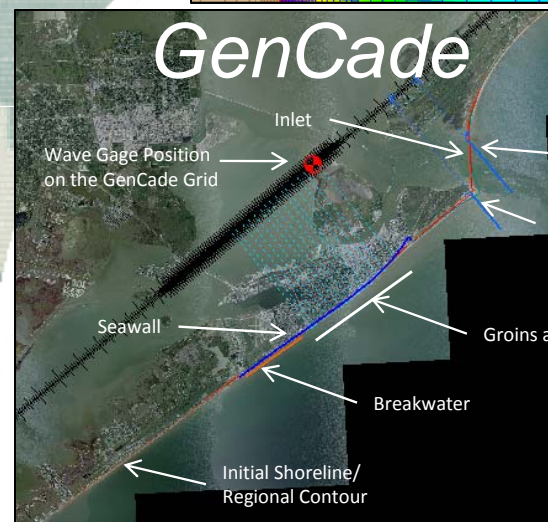 GenCade
Inlet
Wave Gage Position
on the GenCade Grid
Seawall
Groins a
Breakwater
Initial Shoreline/
Regional Contour